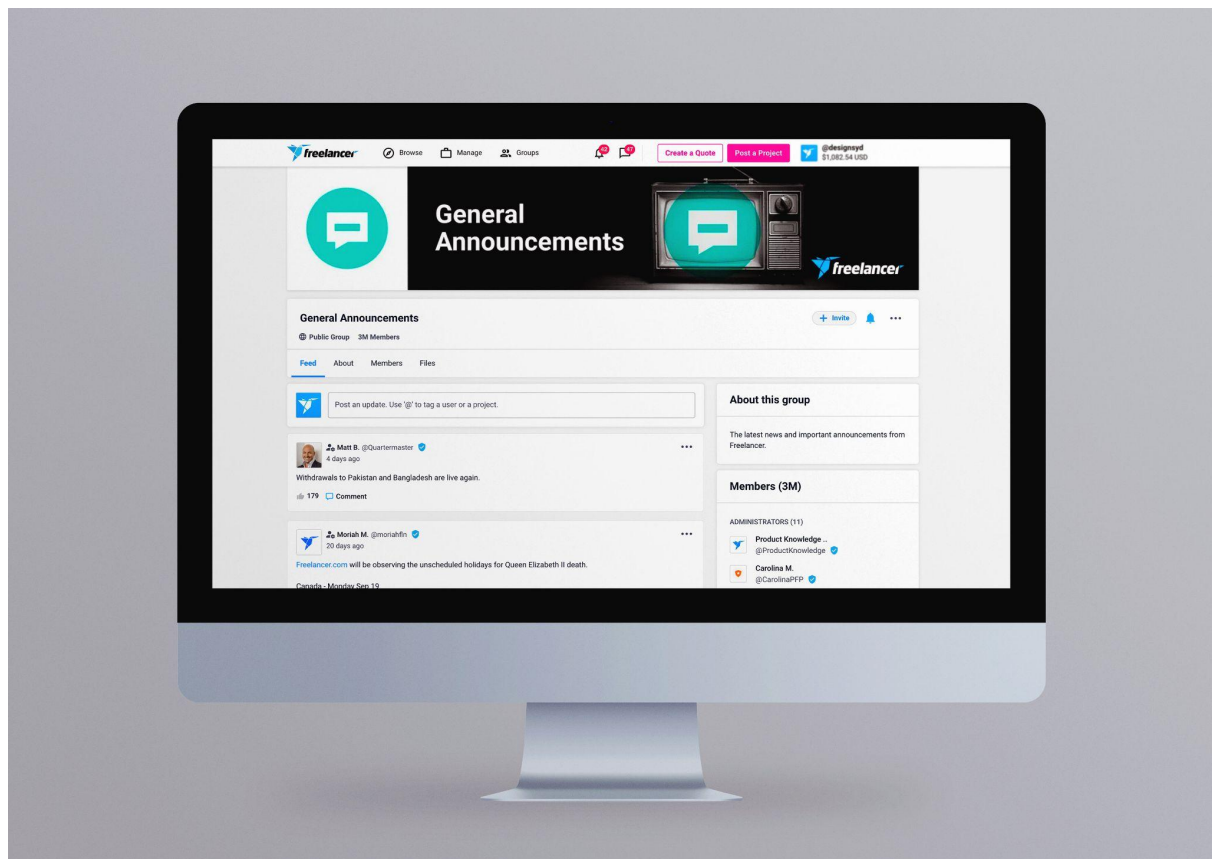 freelancer
Browse
Manage
Groups
42
47
Create a Quote
Post a Project
@designsyd
$1,082.54 USD
General
Announcements
freelancer
General Announcements
Public Group 3M Members
Invite
Feed
About
Members
Files
Post an update. Use '@' to tag a user or a project.
Matt B. @Quartermaster
4 days ago
Withdrawals to Pakistan and Bangladesh are live again.
179 Comment
Moriah M. @moriahfln
20 days ago
Freelancer.com will be observing the unscheduled holidays for Queen Elizabeth II death.
Canada - Monday Sep 19
About this group
The latest news and important announcements from
Freelancer.
Members (3M)
ADMINISTRATORS (11)
Product Knowledge ..
@ProductKnowledge
Carolina M.
@CarolinaPFP